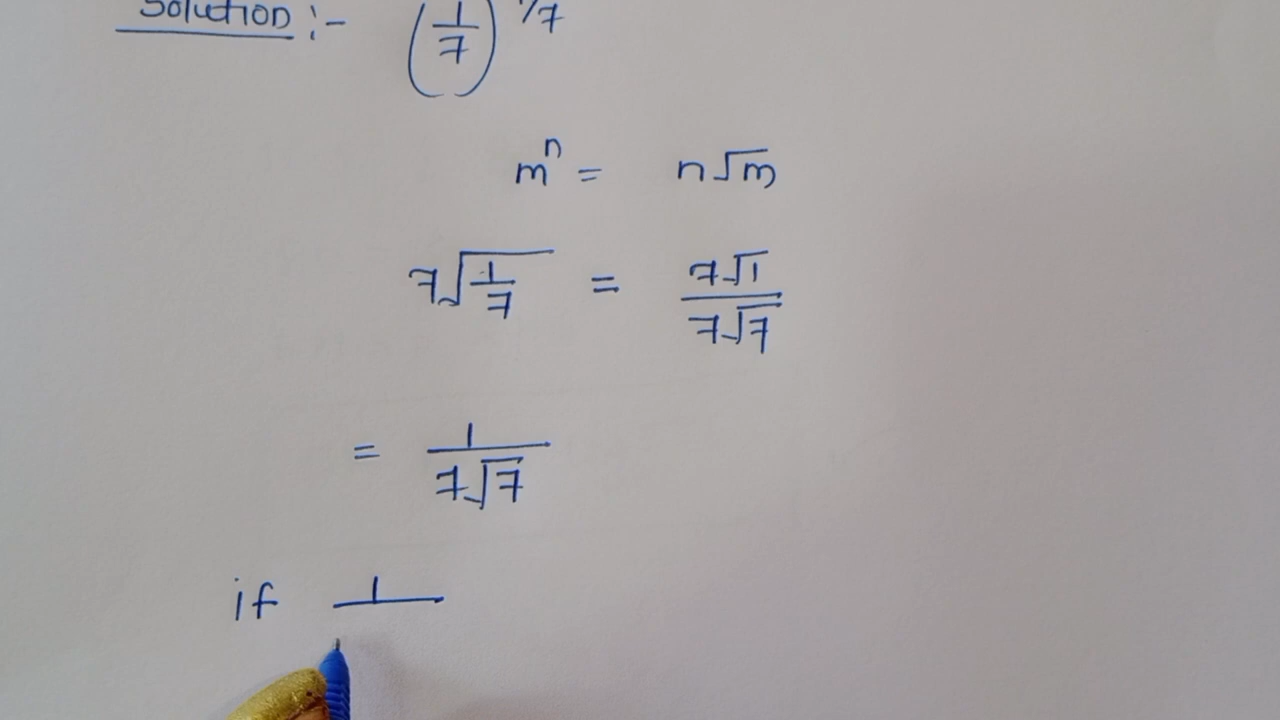 Solution :- (1/7)^1/7
m^n = n√m
7√1/7 = 7√1/7√7
= 1/7√7
if 1